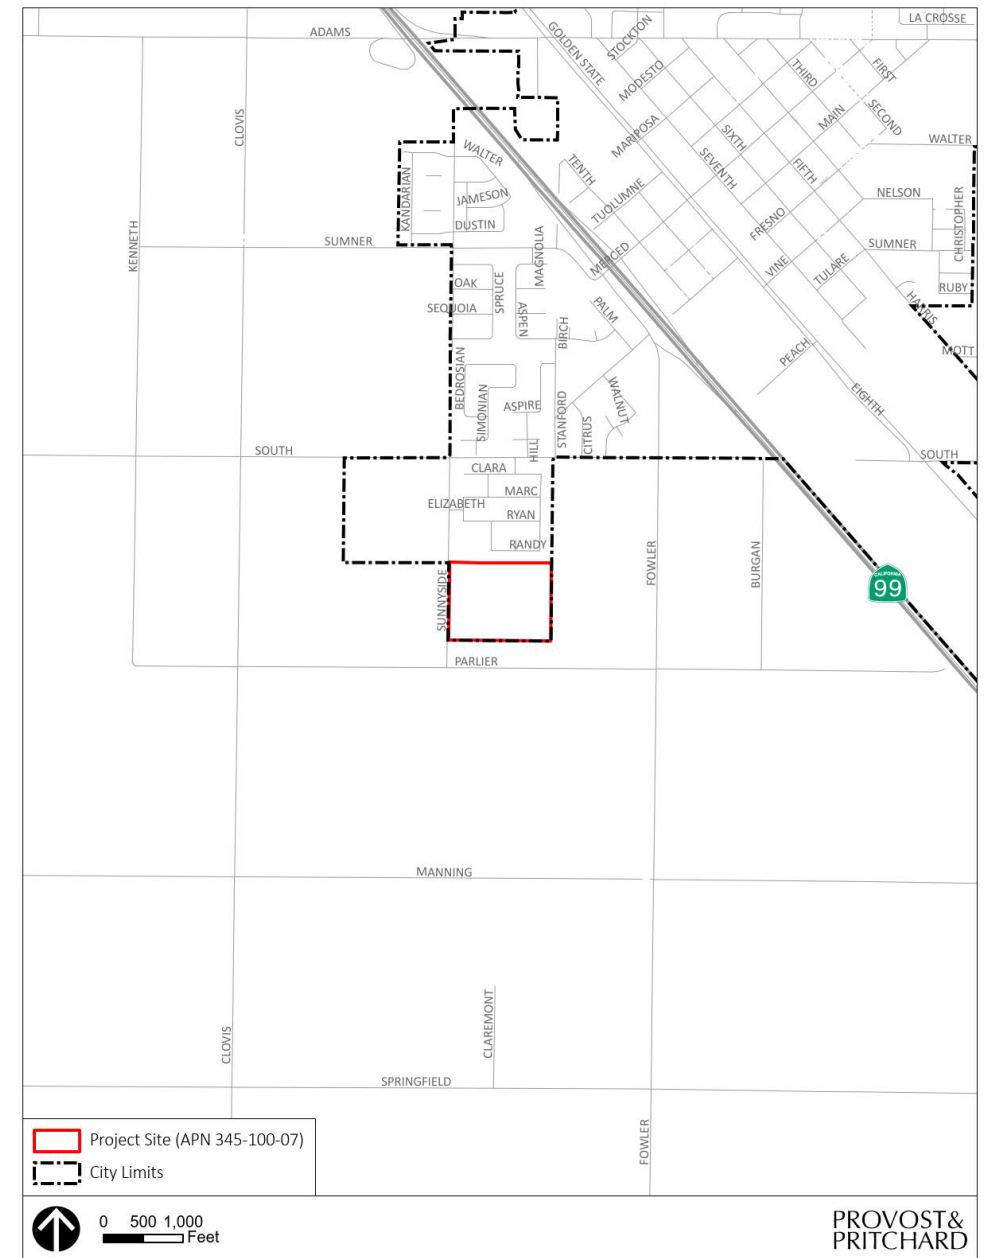 LA CROSSE
ADAMS
GOLDEN STATE
STOCKTON
MODESTO
THIRD
FIRST
CLOVIS
MARIPOSA
SIXTH
MAIN
SECOND
WALTER
WALTER
TENTH
SEVENTH
FIFTH
KANDARIAN
JAMESON
TUOLUMNE
NELSON
CHRISTOPHER
DUSTIN
FRESNO
KENNETH
SUMNER
MAGNOLIA
MERCED
SUMNER
VINE
TULARE
OAK
SPRUCE
RUBY
SEQUOIA
ASPEN
PALM
HARRIS
BIRCH
PEACH
MOTT
BEDROSIAN
SIMONIAN
ASPIRE
STANFORD
WALNUT
EIGHTH
CITRUS
SOUTH
HILL
SOUTH
CLARA
MARC
ELIZABETH
RYAN
RANDY
SUNNYSIDE
FOWLER
BURGAN
CALIFORNIA
99
PARLIER
MANNING
CLAREMONT
CLOVIS
SPRINGFIELD
FOWLER
Project Site (APN 345-100-07)
City Limits
0 500 1,000
Feet
PROVOST&
PRITCHARD